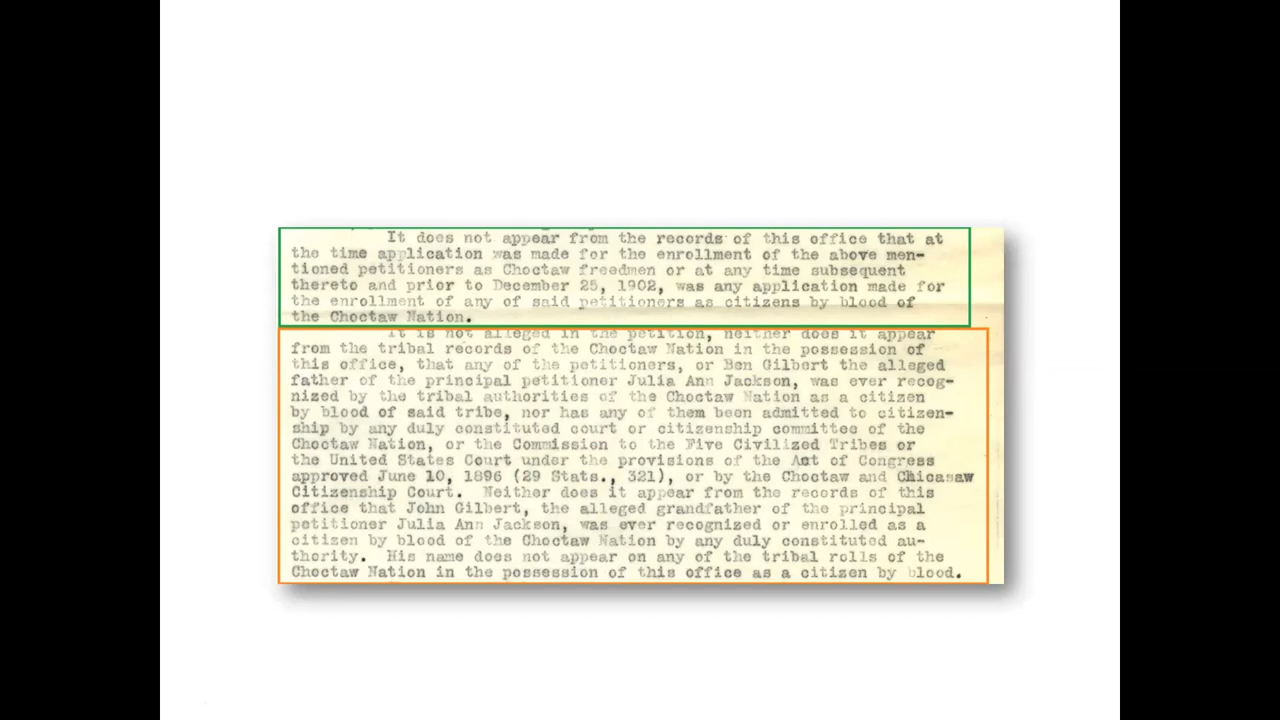 It does not appear from the records of this office that at
the time application was made for the enrollment of the above men-
tioned petitioners as Choctaw freedmen or at any time subsequent
thereto and prior to December 25, 1902, was any application made for
the enrollment of any of said petitioners as citizens by blood of
the Choctaw Nation.
It is not alleged in the petition, neither does it appear
from the tribal records of the Choctaw Nation in the possession of
this office, that any of the petitioners, or Ben Gilbert the alleged
father of the principal petitioner Julia Ann Jackson, was ever recog-
nized by the tribal authorities of the Choctaw Nation as a citizen
by blood of said tribe, nor has any of them been admitted to citizen-
ship by any duly constituted court or citizenship committee of the
Choctaw Nation, or the Commission to the Five Civilized Tribes or
the United States Court under the provisions of the Act of Congress
approved June 10, 1896 (29 Stats., 321), or by the Choctaw and Chicasaw
Citizenship Court.  Neither does it appear from the records of this
office that John Gilbert, the alleged grandfather of the principal
petitioner Julia Ann Jackson, was ever recognized or enrolled as a
citizen by blood of the Choctaw Nation by any duly constituted au-
thority.  His name does not appear on any of the tribal rolls of the
Choctaw Nation in the possession of this office as a citizen by blood.